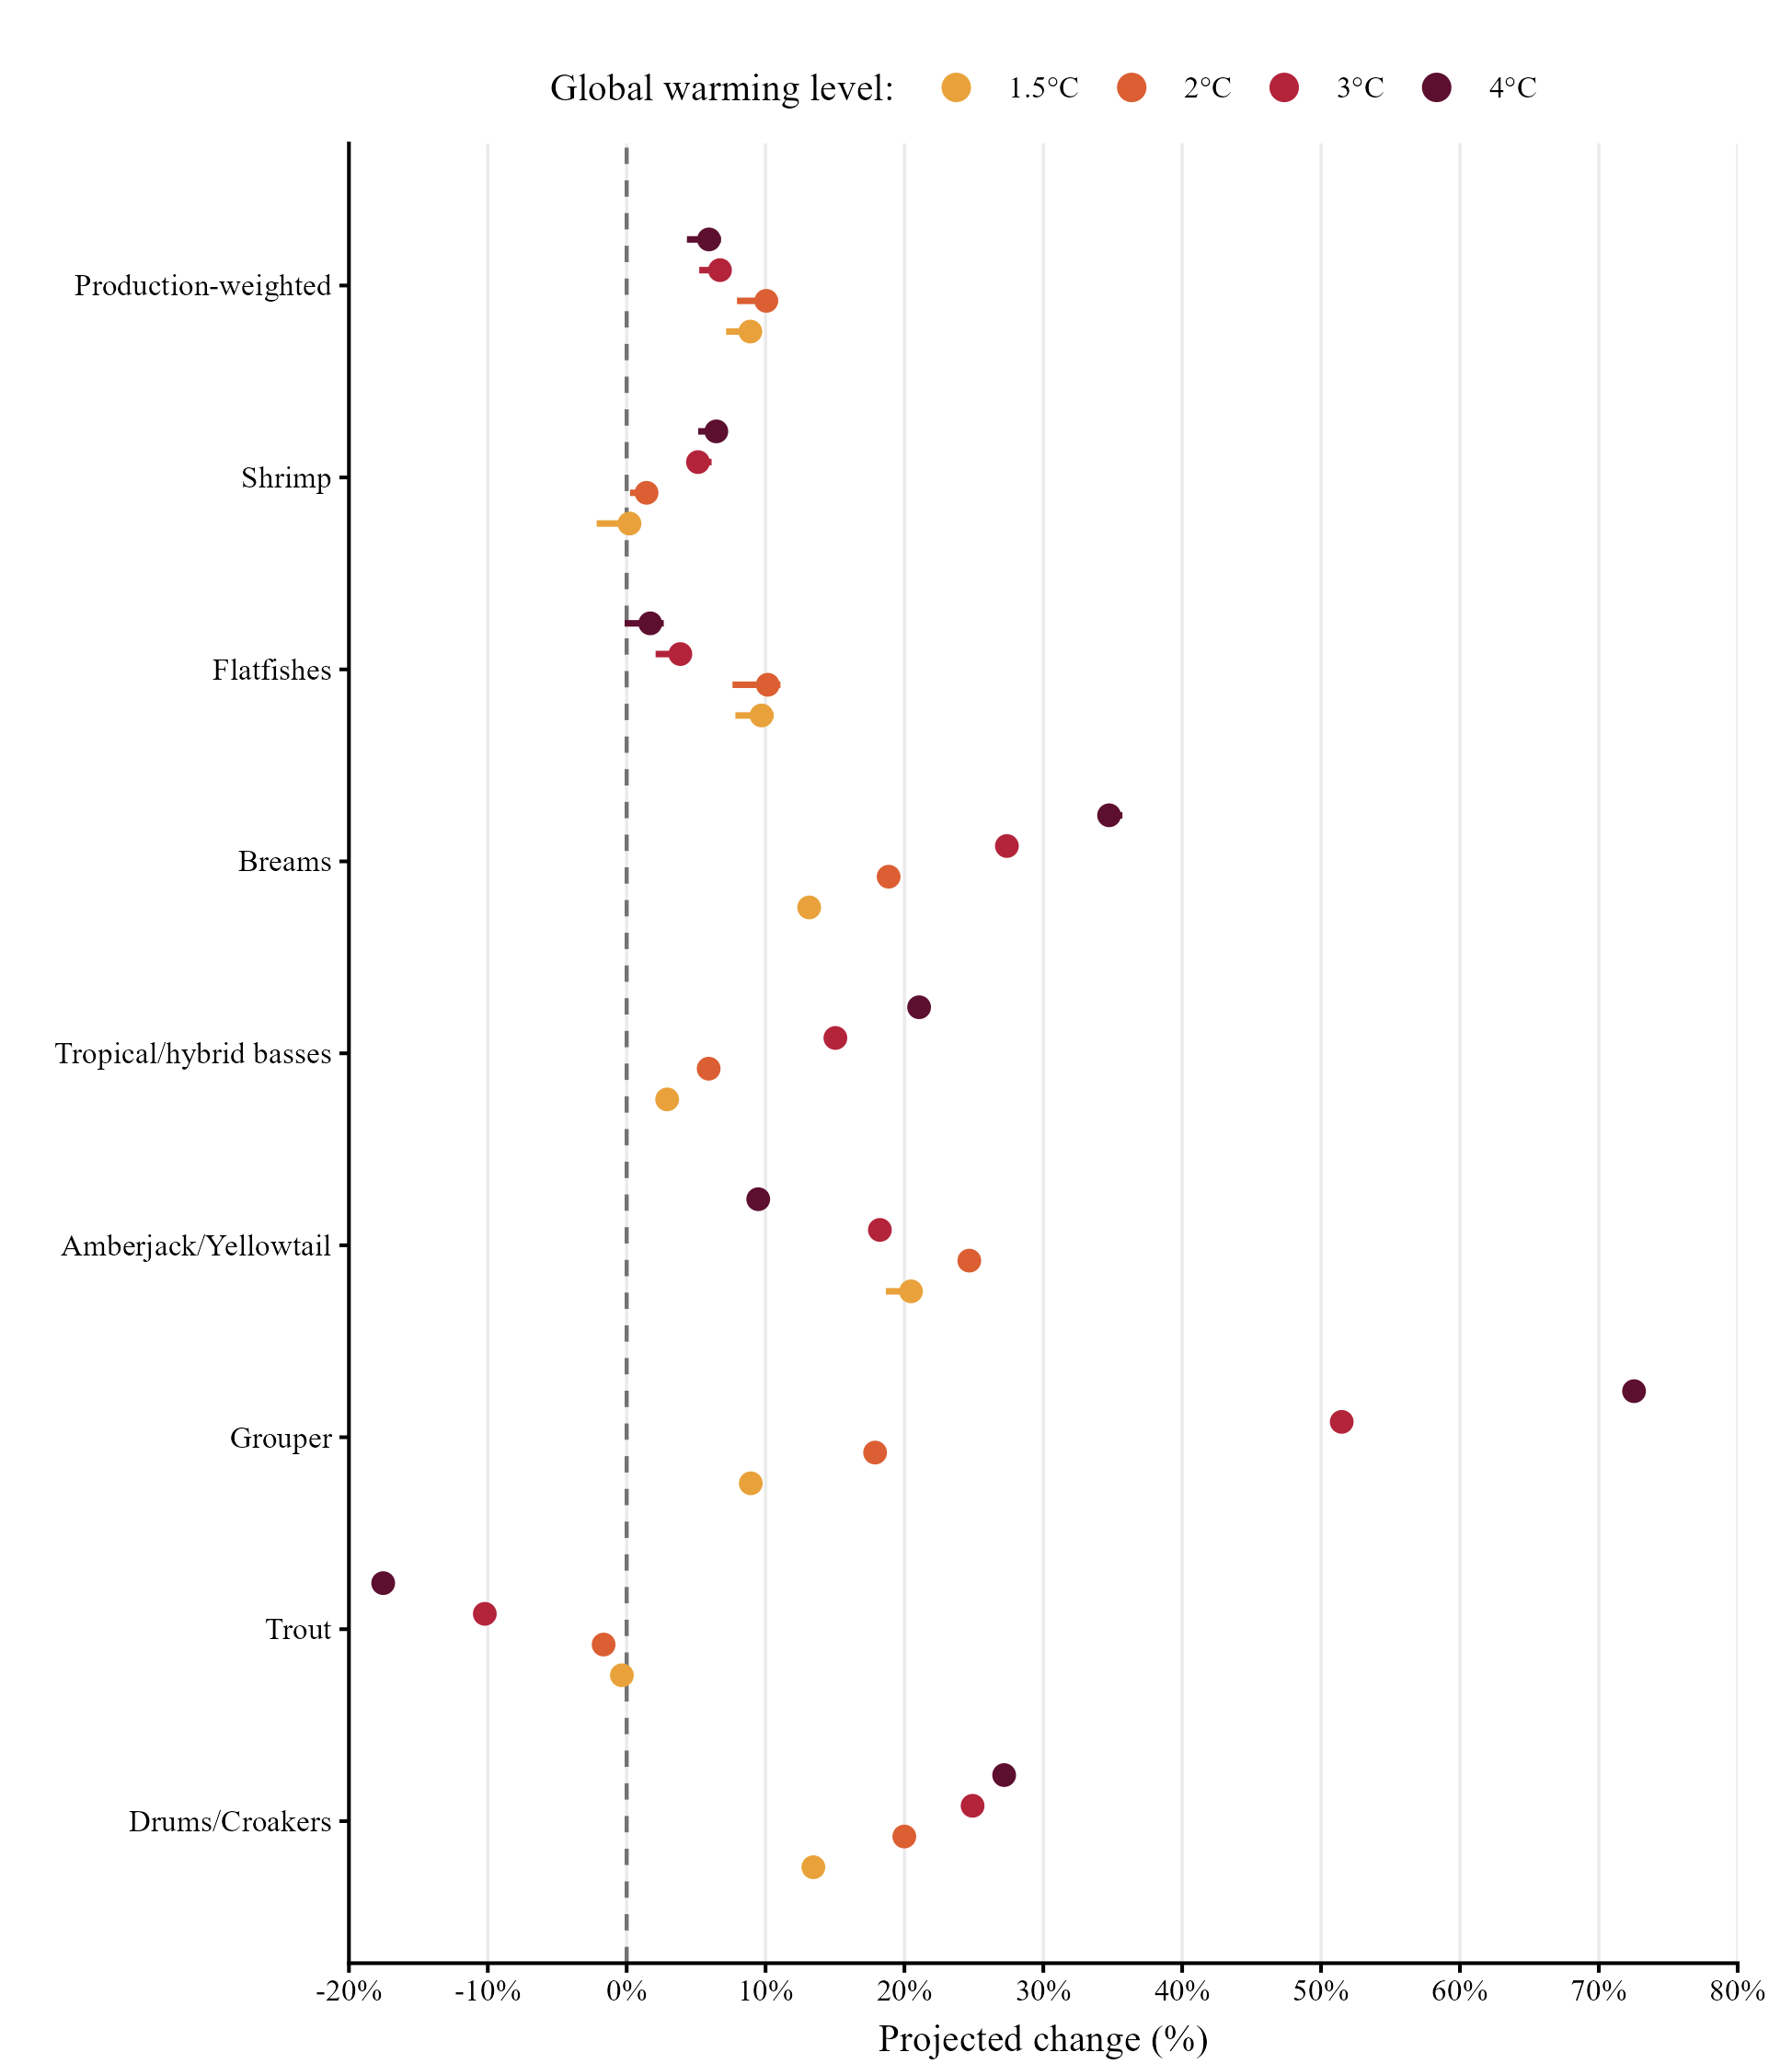 Global warming level: 1.5°C 2°C 3°C 4°C
Production-weighted
Shrimp
Flatfishes
Breams
Tropical/hybrid basses
Amberjack/Yellowtail
Grouper
Trout
Drums/Croakers
-20% -10% 0% 10% 20% 30% 40% 50% 60% 70% 80%
Projected change (%)